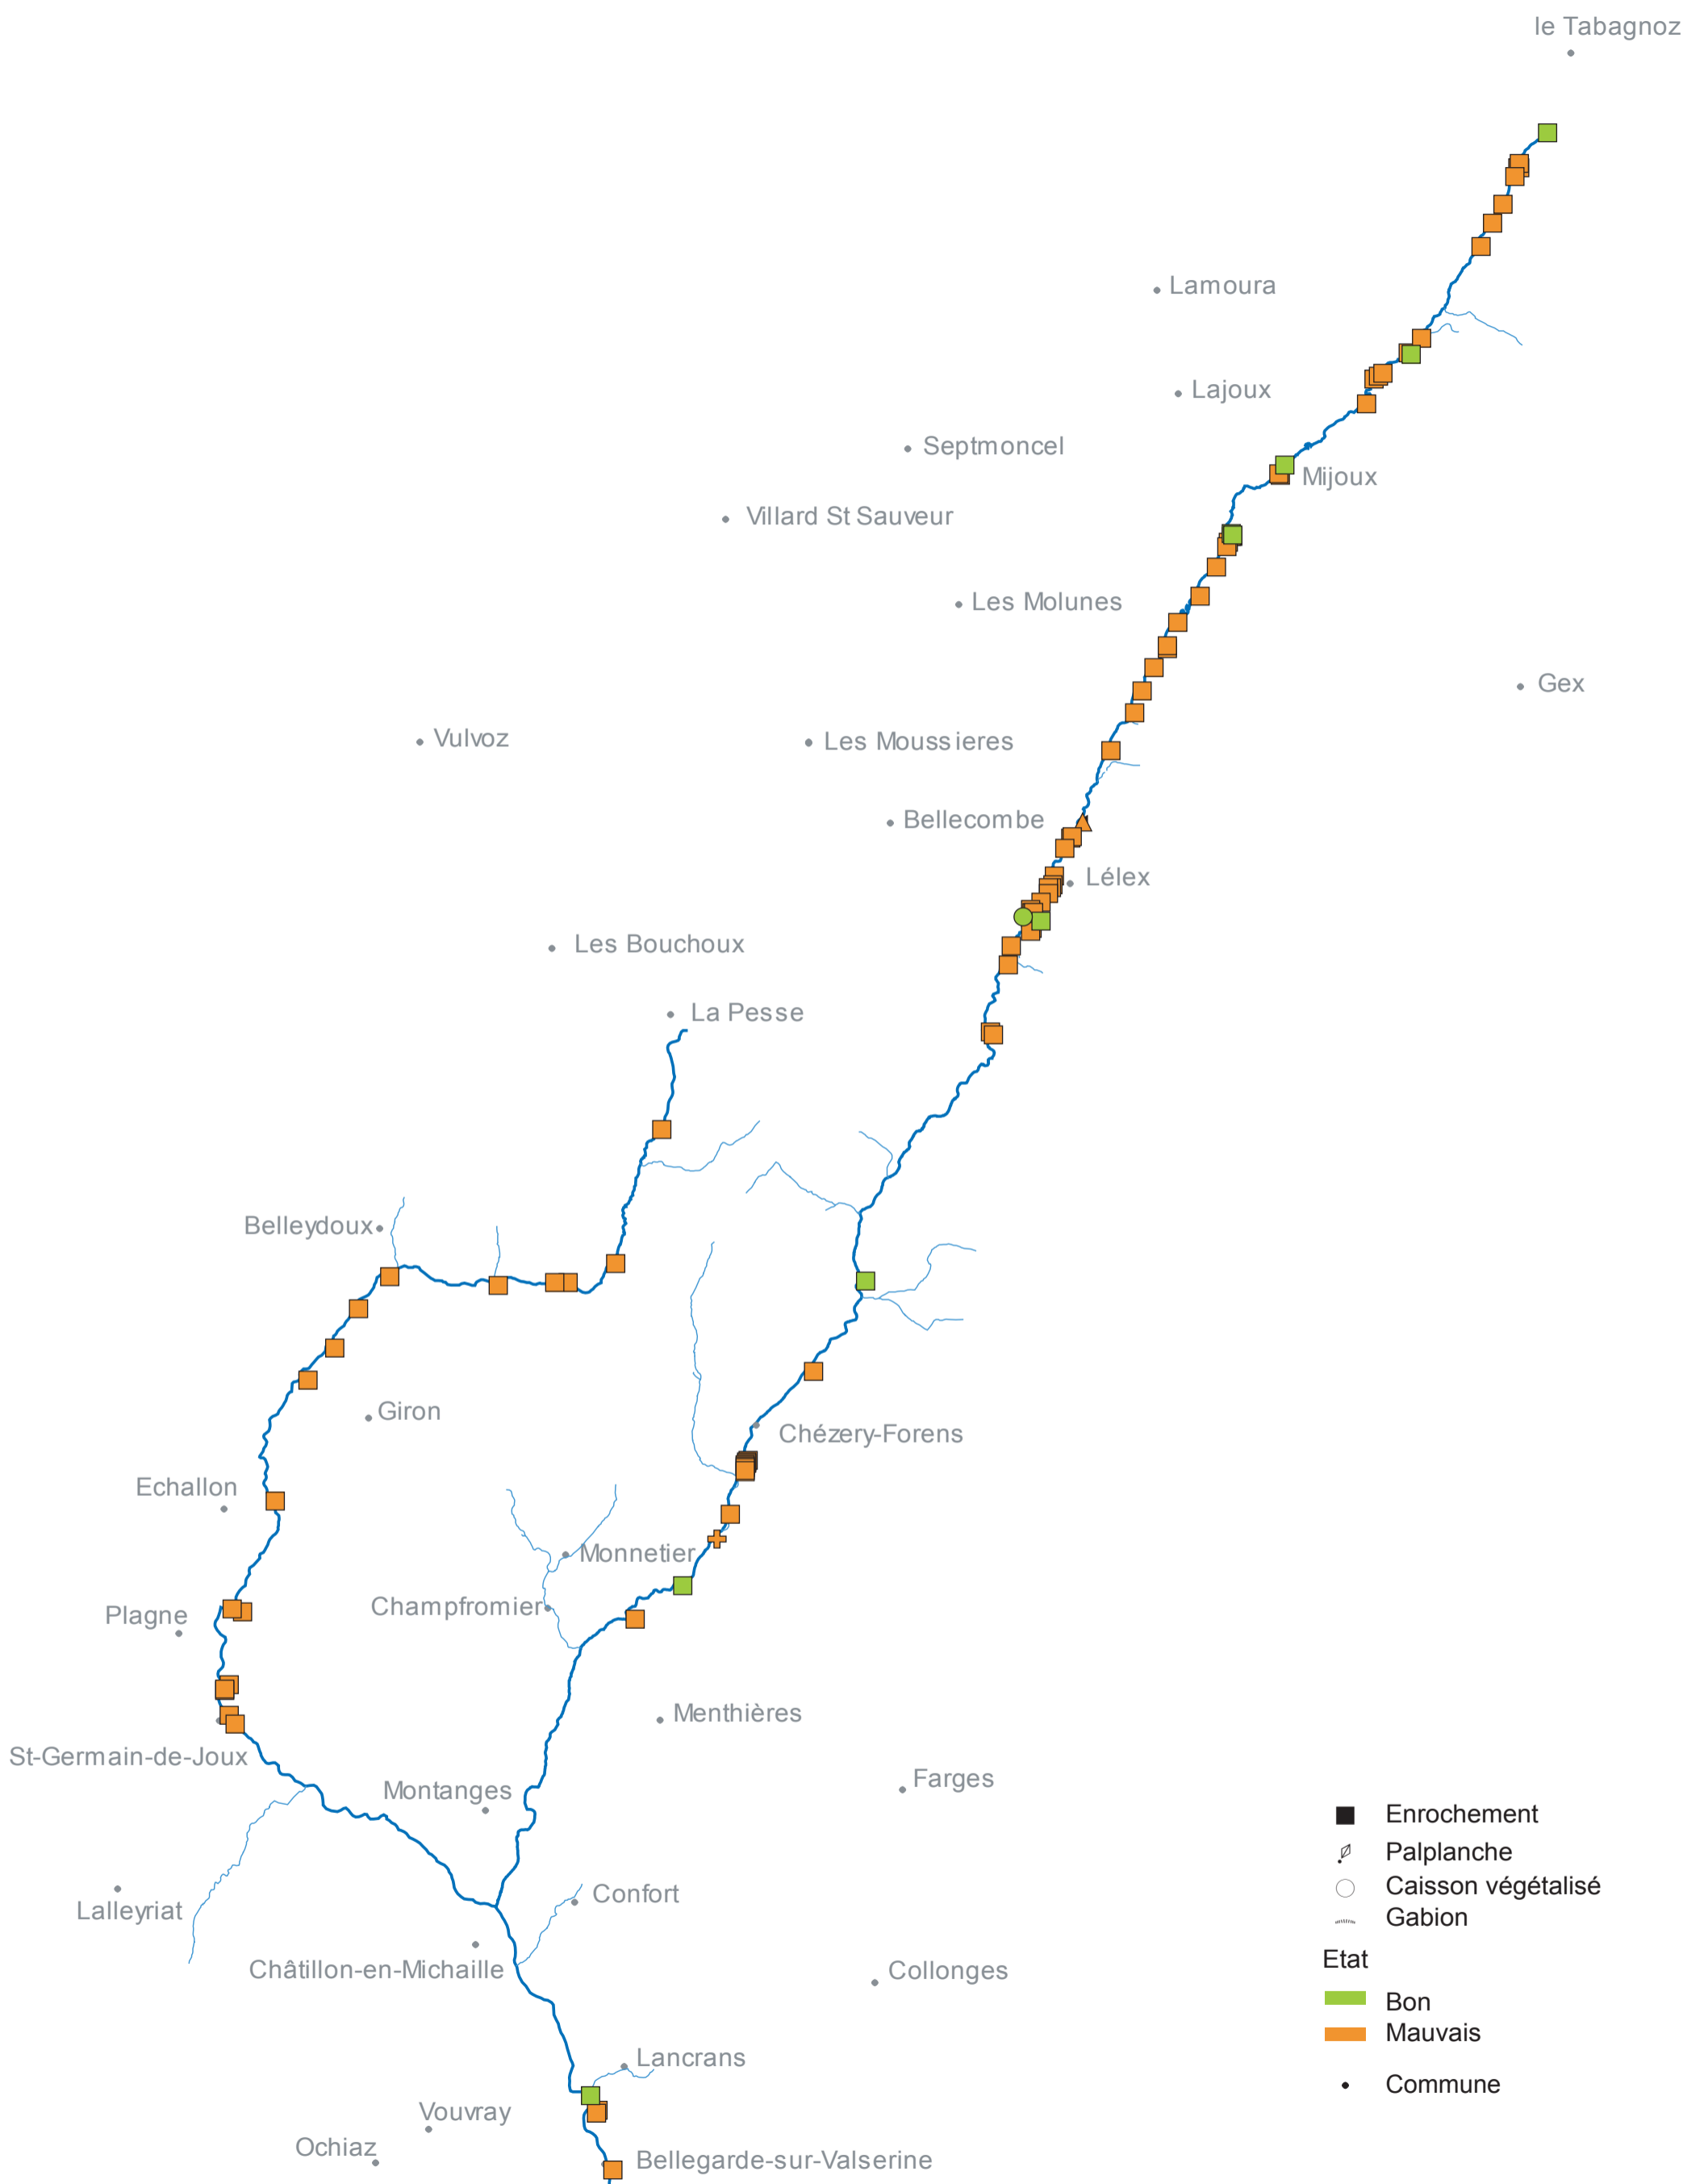 le Tabagnoz
Lamoura
Lajoux
Septmoncel
Mijoux
Villard St Sauveur
Les Molunes
Gex
Vulvoz
Les Moussieres
Bellecombe
Lélex
Les Bouchoux
La Pesse
Belleydoux
Giron
Chézery-Forens
Echallon
Monnetier
Champfromier
Plagne
Menthières
St-Germain-de-Joux
Farges
Montanges
Enrochement
Palplanche
Caisson végétalisé
Confort
Lalleyriat
Gabion
Etat
Châtillon-en-Michaille
Collonges
Bon
Mauvais
Lancrans
Commune
Vouvray
Ochiaz
Bellegarde-sur-Valserine